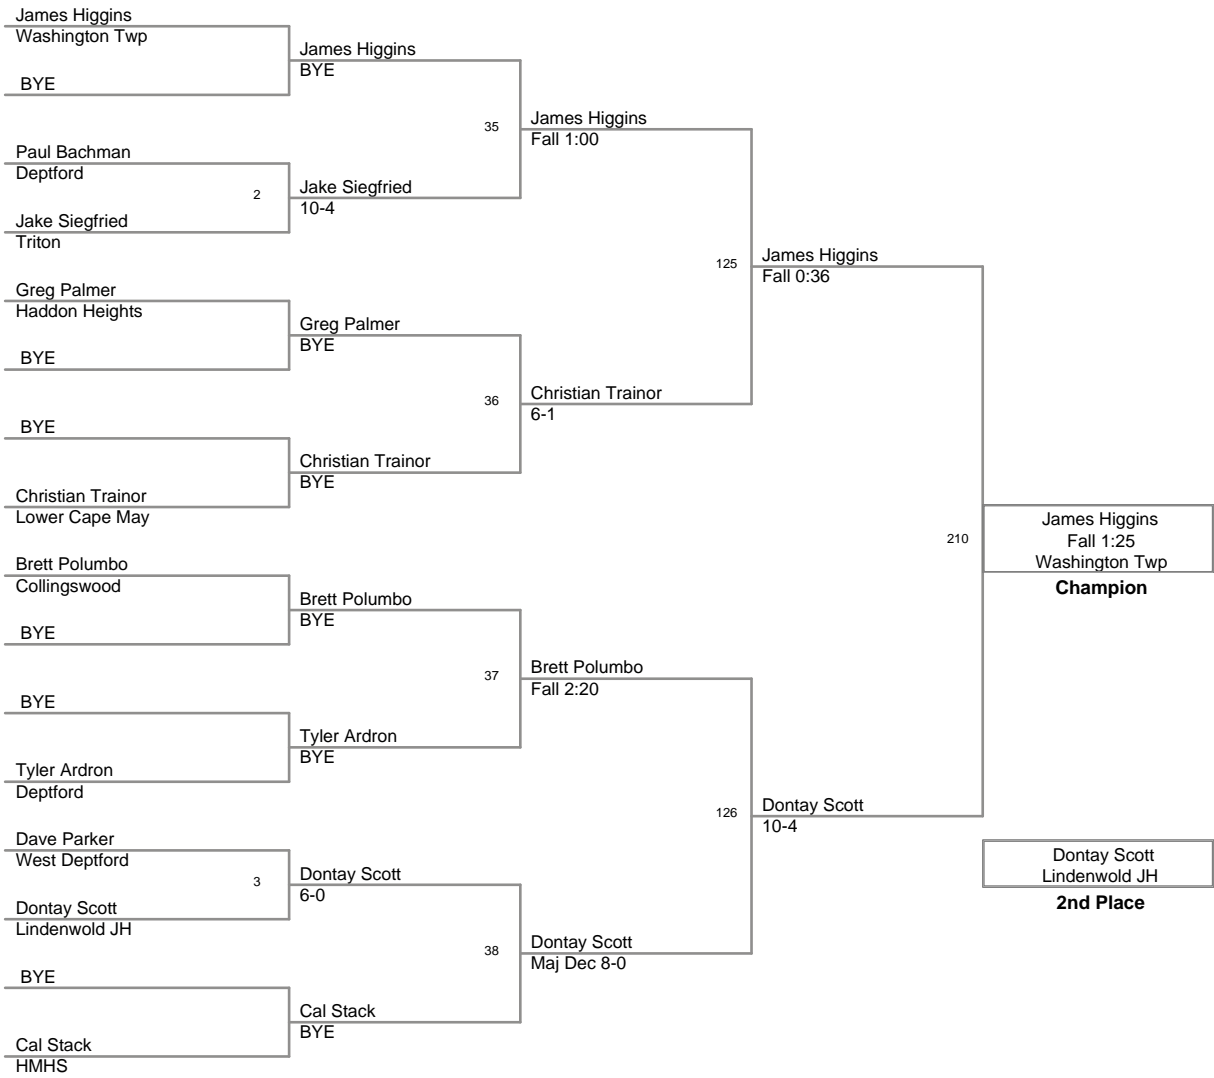 James Higgins
Washington Twp
BYE
Paul Bachman
Deptford
2
Jake Siegfried
Triton
Greg Palmer
Haddon Heights
BYE
BYE
Christian Trainor
Lower Cape May
Brett Polumbo
Collingswood
BYE
BYE
Tyler Ardron
Deptford
Dave Parker
West Deptford
3
Dontay Scott
Lindenwold JH
BYE
Cal Stack
HMHS
James Higgins
BYE
35
Jake Siegfried
10-4
Greg Palmer
BYE
36
Christian Trainor
BYE
Brett Polumbo
BYE
37
Tyler Ardron
BYE
Dontay Scott
6-0
38
Cal Stack
BYE
James Higgins
Fall 1:00
125
Christian Trainor
6-1
Brett Polumbo
Fall 2:20
126
Dontay Scott
Maj Dec 8-0
James Higgins
Fall 0:36
210
Dontay Scott
10-4
James Higgins
Fall 1:25
Washington Twp
Champion
Dontay Scott
Lindenwold JH
2nd Place